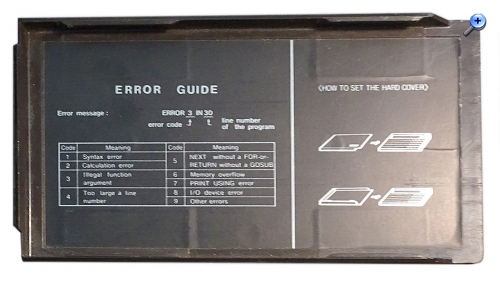 ERROR GUIDE
Error message : ERROR 3 IN 30
error code line number
of the program
Code Meaning Code Meaning
1 Syntax error
2 Calculation error
3 Illegal function
argument
4 Too large a line
number
5 NEXT without a FOR-or-
RETURN without a GOSUB
6 Memory overflow
7 PRINT USING error
8 I/O device error
9 Other errors
(HOW TO SET THE HARD COVER)